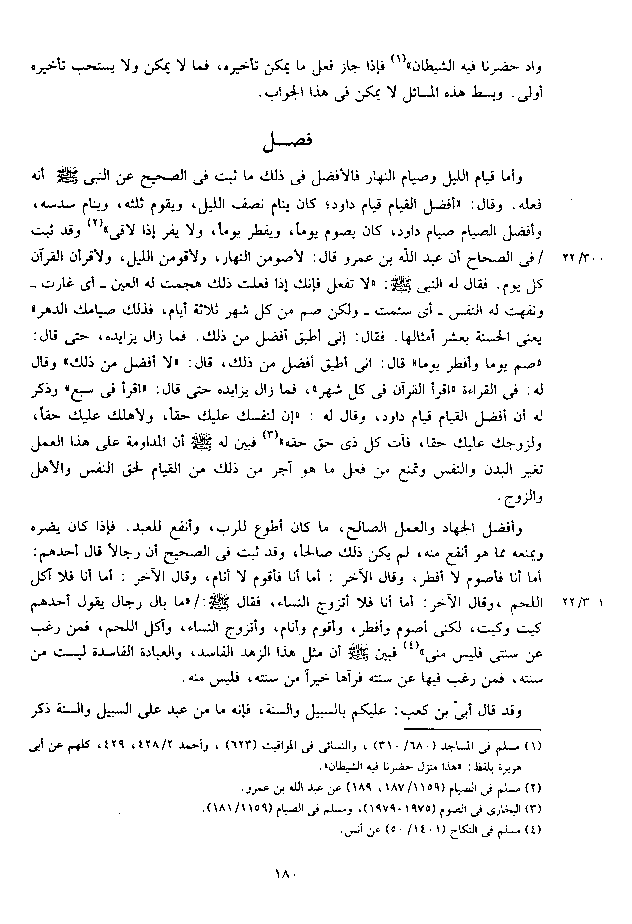 واد حضرنا فيه الشيطان»(١) فإذا جاز فعل ما يمكن تأخيره، فما لا يمكن ولا يستحب تأخيره
أولى. وبسط هذه المسائل لا يمكن فى هذا الجواب.
فصــل
وأما قيام الليل وصيام النهار فالأفضل فى ذلك ما ثبت فى الصحيح عن النبى ﷺ أنه
فعله. وقال: «أفضل القيام قيام داود؛ كان ينام نصف الليل، ويقوم ثلثه، وينام سدسه،
وأفضل الصيام صيام داود، كان يصوم يوماً، ويفطر يوماً، ولا يفر إذا لاقى»(٢) وقد ثبت
٢٢/٣٠٠ / فى الصحاح أن عبد الله بن عمرو قال: لأصومن النهار، ولأقومن الليل، ولأقرأن القرآن
كل يوم. فقال له النبى ﷺ: «لا تفعل فإنك إذا فعلت ذلك هجمت له العين ـ أى غارت ـ
ونفهت له النفس ـ أى سئمت ـ ولكن صم من كل شهر ثلاثة أيام، فذلك صيامك الدهر»
يعنى الحسنة بعشر أمثالها. فقال: إنى أطيق أفضل من ذلك. فما زال يزايده، حتى قال:
«صم يوما وأفطر يوما» قال: انى أطيق أفضل من ذلك، قال: «لا أفضل من ذلك» وقال
له: فى القراءة «اقرأ القرآن فى كل شهر»، فما زال يزايده حتى قال: «اقرأ فى سبع» وذكر
له أن أفضل القيام قيام داود، وقال له : «إن لنفسك عليك حقاً، ولأهلك عليك حقاً،
ولزوجك عليك حقا، فآت كل ذى حق حقه»(٣) فبين له ﷺ أن المداومة على هذا العمل
تغير البدن والنفس وتمنع من فعل ما هو آجر من ذلك من القيام لحق النفس والأهل
والزوج.
وأفضل الجهاد والعمل الصالح، ما كان أطوع للرب، وأنفع للعبد. فإذا كان يضره
ويمنعه مما هو أنفع منه، لم يكن ذلك صالحاً، وقد ثبت فى الصحيح أن رجالاً قال أحدهم:
أما أنا فأصوم لا أفطر، وقال الآخر : أما أنا فأقوم لا أنام، وقال الآخر : أما أنا فلا آكل
٢٢/٣٠١ اللحم ،وقال الآخر: أما أنا فلا أتزوج النساء، فقال ﷺ:/«ما بال رجال يقول أحدهم
كيت وكيت، لكنى أصوم وأفطر، وأقوم وأنام، وأتزوج النساء، وآكل اللحم، فمن رغب
عن سنتى فليس منى»(٤) فبين ﷺ أن مثل هذا الزهد الفاسد، والعبادة الفاسدة ليست من
سنته، فمن رغب فيها عن سنته فرآها خيراً من سنته، فليس منه.
وقد قال أبىّ بن كعب: عليكم بالسبيل والسنة، فإنه ما من عبد على السبيل والسنة ذكر
(١) مسلم فى المساجد (٣١٠/٦٨٠) ، والنسائى فى المواقيت (٦٢٣) ، وأحمد ٤٢٨/٢، ٤٢٩، كلهم عن أبى
هريرة بلفظ: «هذا منزل حضرنا فيه الشيطان».
(٢) مسلم فى الصيام (١٨٧/١١٥٩، ١٨٩) عن عبد الله بن عمرو.
(٣) البخارى فى الصوم (١٩٧٥ـ١٩٧٩)، ومسلم فى الصيام (١٨١/١١٥٩).
(٤) مسلم فى النكاح (٥/١٤٠١) عن أنس.
١٨٠